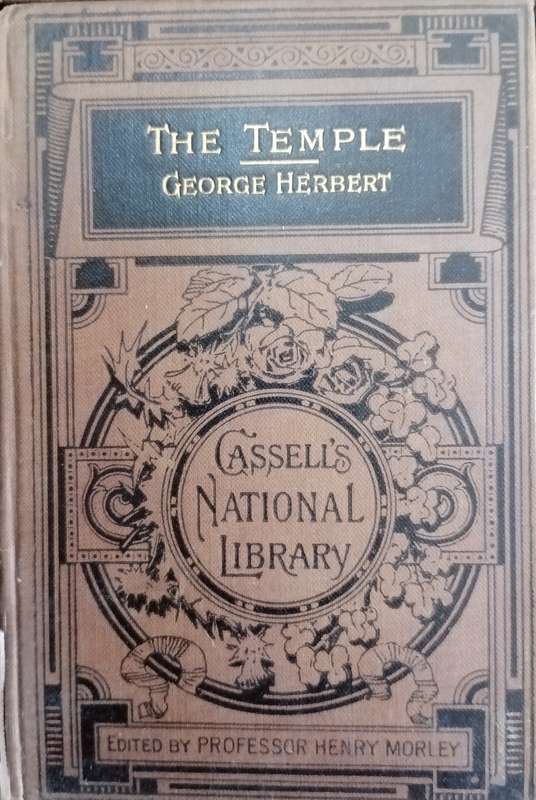 THE TEMPLE
GEORGE HERBERT
CASSELL'S
NATIONAL
LIBRARY
EDITED BY PROFESSOR HENRY MORLEY